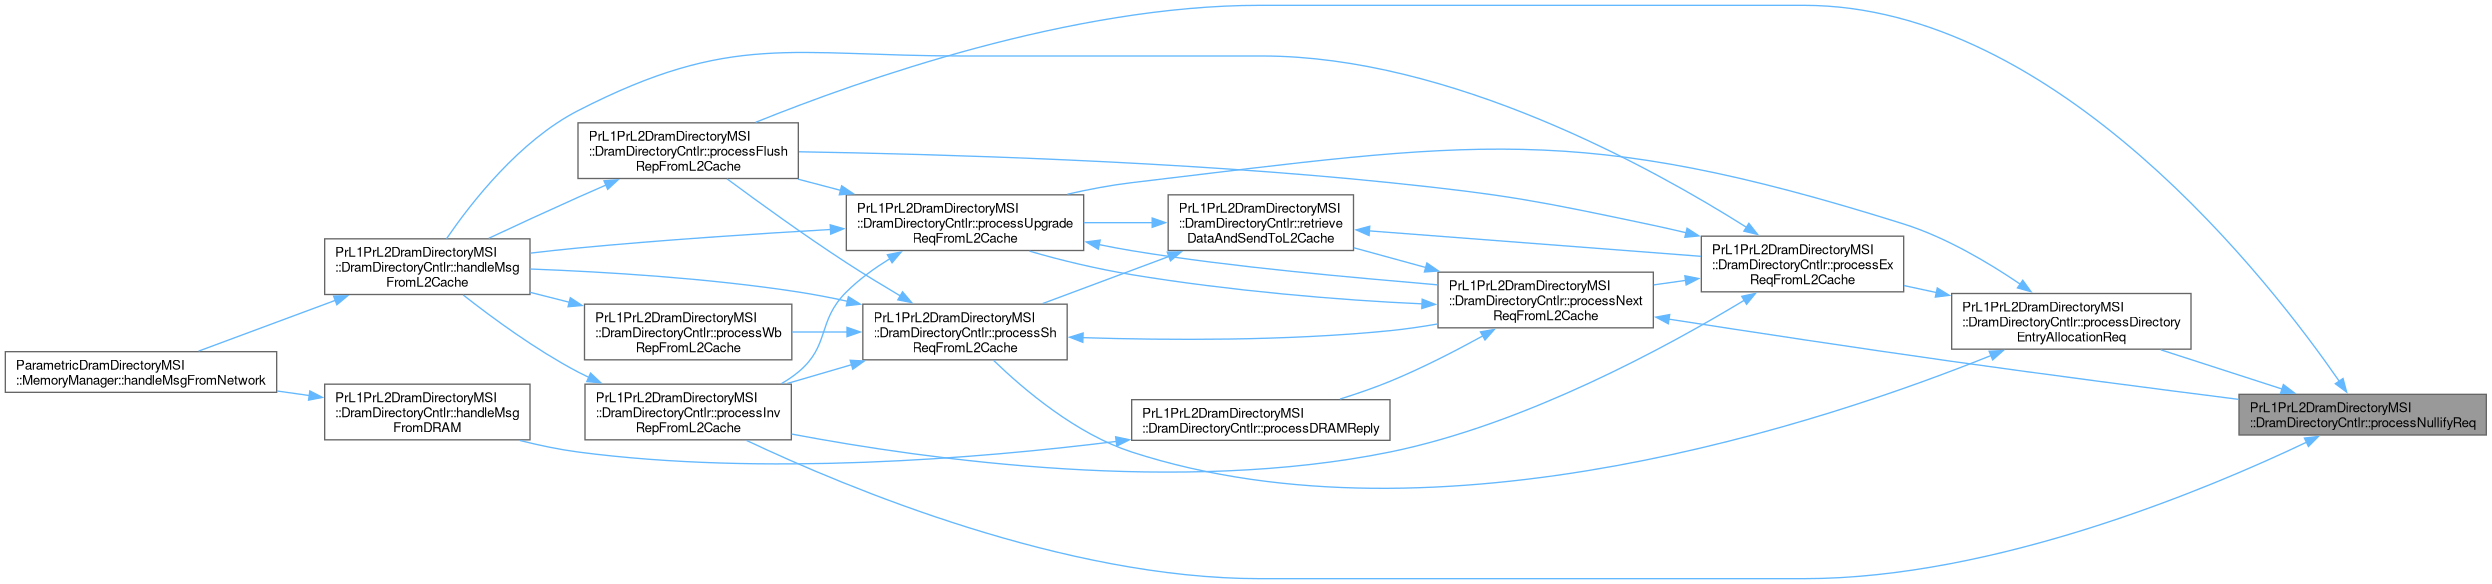 PrL1PrL2DramDirectoryMSI
::DramDirectoryCntlr::processFlush
RepFromL2Cache
PrL1PrL2DramDirectoryMSI
::DramDirectoryCntlr::processUpgrade
ReqFromL2Cache
PrL1PrL2DramDirectoryMSI
::DramDirectoryCntlr::retrieve
DataAndSendToL2Cache
PrL1PrL2DramDirectoryMSI
::DramDirectoryCntlr::handleMsg
FromL2Cache
PrL1PrL2DramDirectoryMSI
::DramDirectoryCntlr::processEx
ReqFromL2Cache
PrL1PrL2DramDirectoryMSI
::DramDirectoryCntlr::processNext
ReqFromL2Cache
PrL1PrL2DramDirectoryMSI
::DramDirectoryCntlr::processDirectory
EntryAllocationReq
PrL1PrL2DramDirectoryMSI
::DramDirectoryCntlr::processWb
RepFromL2Cache
PrL1PrL2DramDirectoryMSI
::DramDirectoryCntlr::processSh
ReqFromL2Cache
ParametricDramDirectoryMSI
::MemoryManager::handleMsgFromNetwork
PrL1PrL2DramDirectoryMSI
::DramDirectoryCntlr::handleMsg
FromDRAM
PrL1PrL2DramDirectoryMSI
::DramDirectoryCntlr::processInv
RepFromL2Cache
PrL1PrL2DramDirectoryMSI
::DramDirectoryCntlr::processDRAMReply
PrL1PrL2DramDirectoryMSI
::DramDirectoryCntlr::processNullifyReq